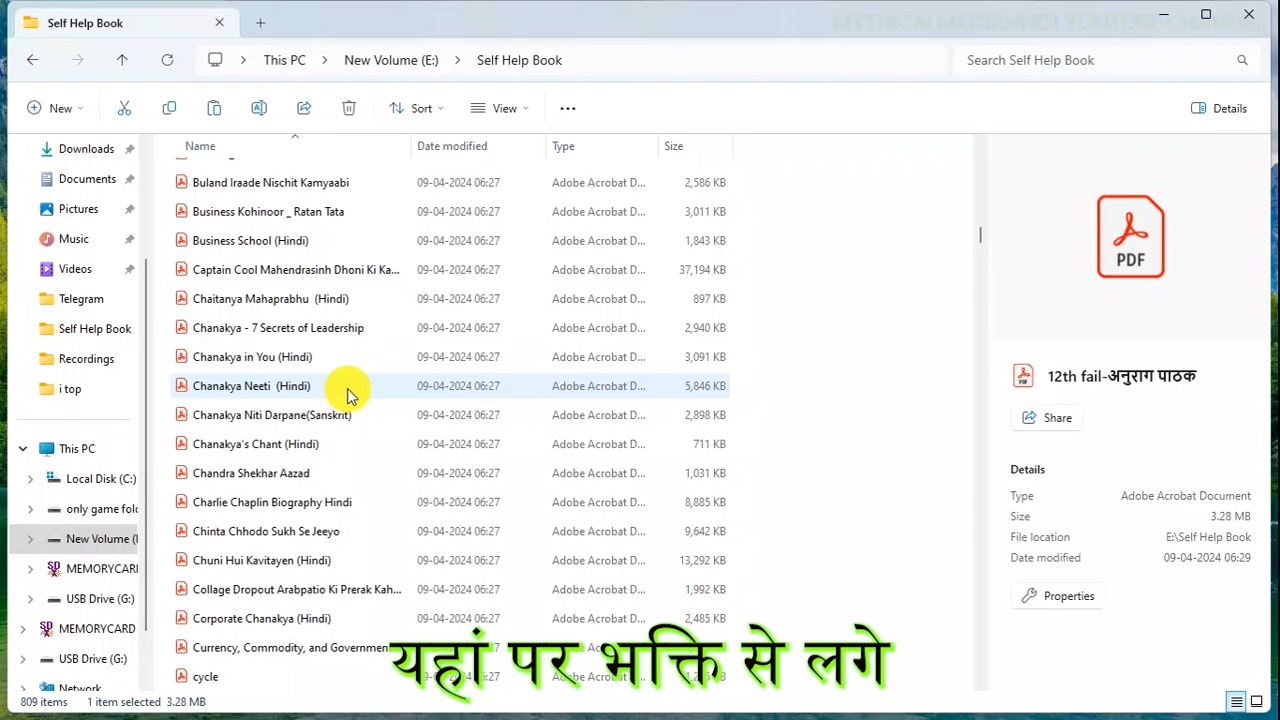 Self Help Book
This PC > New Volume (E:) > Self Help Book
Search Self Help Book
New
Sort
View
Details
Downloads
Documents
Pictures
Music
Videos
Telegram
Self Help Book
Recordings
i top
This PC
Local Disk (C:)
only game fol
New Volume (
MEMORYCARD
USB Drive (G:)
MEMORYCARD
USB Drive (G:)
Network
Name Date modified Type Size
Buland Iraade Nischit Kamyaabi 09-04-2024 06:27 Adobe Acrobat D... 2,586 KB
Business Kohinoor _ Ratan Tata 09-04-2024 06:27 Adobe Acrobat D... 3,011 KB
Business School (Hindi) 09-04-2024 06:27 Adobe Acrobat D... 1,843 KB
Captain Cool Mahendrasinh Dhoni Ki Ka... 09-04-2024 06:27 Adobe Acrobat D... 37,194 KB
Chaitanya Mahaprabhu (Hindi) 09-04-2024 06:27 Adobe Acrobat D... 897 KB
Chanakya - 7 Secrets of Leadership 09-04-2024 06:27 Adobe Acrobat D... 2,940 KB
Chanakya in You (Hindi) 09-04-2024 06:27 Adobe Acrobat D... 3,091 KB
Chanakya Neeti (Hindi) 09-04-2024 06:27 Adobe Acrobat D... 5,846 KB
Chanakya Niti Darpane(Sanskrit) 09-04-2024 06:27 Adobe Acrobat D... 2,898 KB
Chanakya's Chant (Hindi) 09-04-2024 06:27 Adobe Acrobat D... 711 KB
Chandra Shekhar Aazad 09-04-2024 06:27 Adobe Acrobat D... 1,031 KB
Charlie Chaplin Biography Hindi 09-04-2024 06:27 Adobe Acrobat D... 8,885 KB
Chinta Chhodo Sukh Se Jeeyo 09-04-2024 06:27 Adobe Acrobat D... 9,642 KB
Chuni Hui Kavitayen (Hindi) 09-04-2024 06:27 Adobe Acrobat D... 13,292 KB
Collage Dropout Arabpatio Ki Prerak Kah... 09-04-2024 06:27 Adobe Acrobat D... 1,992 KB
Corporate Chanakya (Hindi) 09-04-2024 06:27 Adobe Acrobat D... 2,485 KB
Currency, Commodity, and Governmen
cycle
PDF
12th fail-अनुराग पाठक
Share
Details
Type Adobe Acrobat Document
Size 3.28 MB
File location E:\Self Help Book
Date modified 09-04-2024 06:29
Properties
यहां पर भक्ति से लगे
809 items 1 item selected 3.28 MB